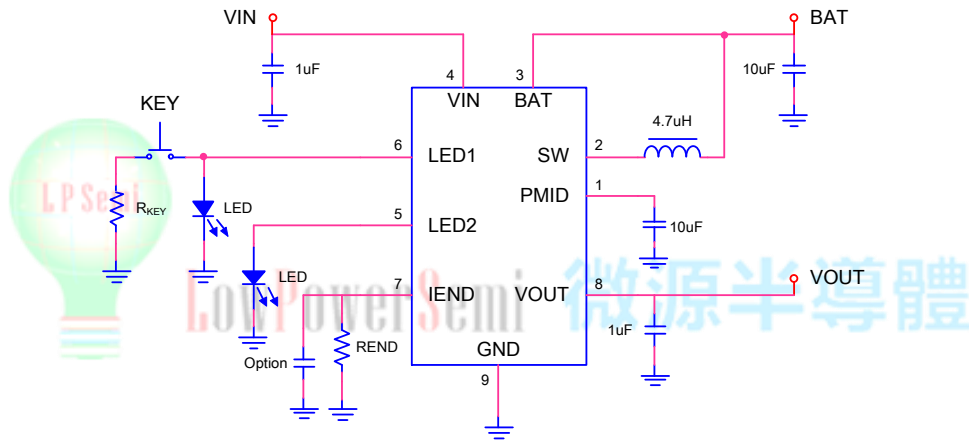 VIN
BAT
1uF
10uF
4
3
VIN
BAT
KEY
4.7uH
6
LED1
SW
2
PMID
1
L P Semi
RKEY
LED
5
LED2
10uF
LED
VOUT
7
IEND
VOUT
8
LowPowerSemi
微源半導體
1uF
Option
REND
GND
9